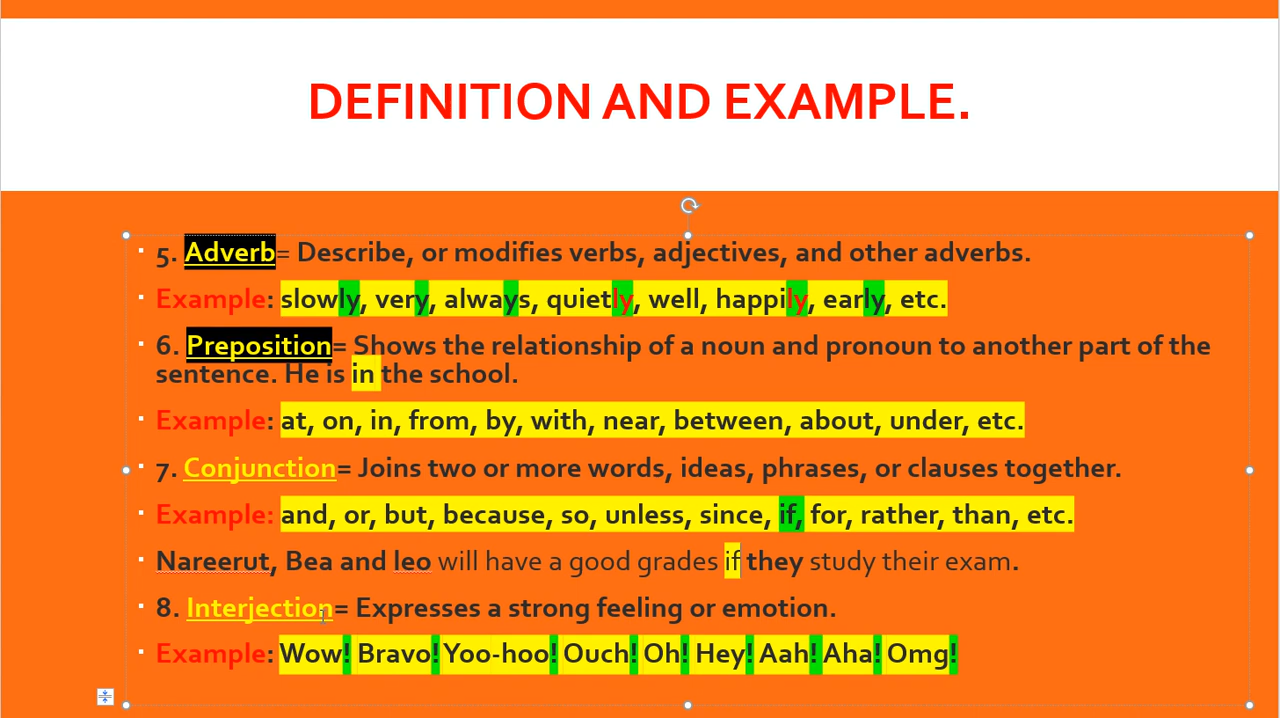 DEFINITION AND EXAMPLE.
5. Adverb= Describe, or modifies verbs, adjectives, and other adverbs.
Example: slowly, very, always, quietly, well, happily, early, etc.
6. Preposition= Shows the relationship of a noun and pronoun to another part of the
sentence. He is in the school.
Example: at, on, in, from, by, with, near, between, about, under, etc.
7. Conjunction= Joins two or more words, ideas, phrases, or clauses together.
Example: and, or, but, because, so, unless, since, if, for, rather, than, etc.
Nareerut, Bea and leo will have a good grades if they study their exam.
8. Interjection= Expresses a strong feeling or emotion.
Example: Wow! Bravo! Yoo-hoo! Ouch! Oh! Hey! Aah! Aha! Omg!